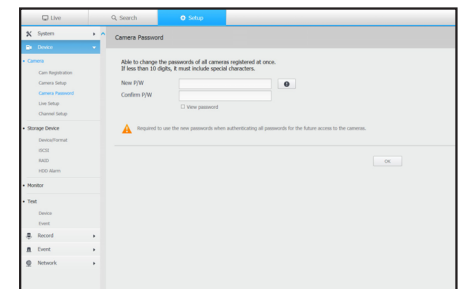 Live
Search
Setup
System
Device
Camera
Cam Registration
Camera Setup
Camera Password
Live Setup
Channel Setup
Storage Device
Device/Format
iSCSI
RAID
HDD Alarm
Monitor
Text
Device
Event
Record
Event
Network
Camera Password
Able to change the passwords of all cameras registered at once.
If less than 10 digits, it must include special characters.
New P/W
Confirm P/W
View password
Required to use the new passwords when authenticating all passwords for the future access to the cameras.
OK